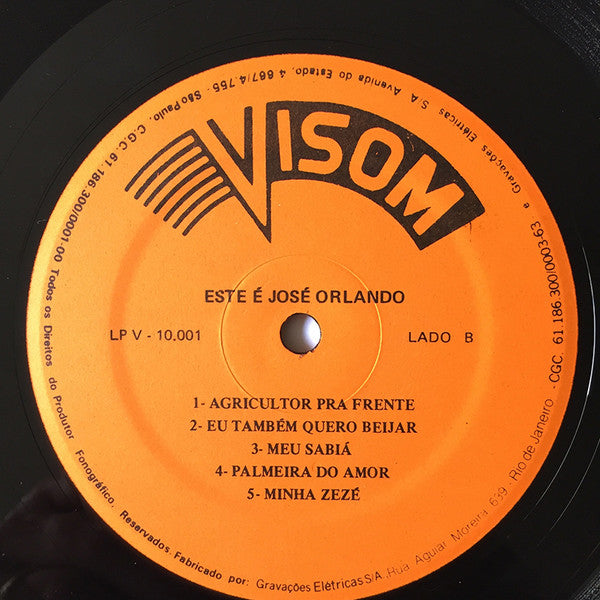 VISOM
ESTE É JOSÉ ORLANDO
LP V - 10.001
LADO B
1- AGRICULTOR PRA FRENTE
2- EU TAMBÉM QUERO BEIJAR
3- MEU SABIÁ
4- PALMEIRA DO AMOR
5- MINHA ZEZÉ
Todos os Direitos do Produtor Fonográfico. Reservados. Fabricado por: Gravações Elétricas S/A., Rua Aguiar Moreira, 639 - Rio de Janeiro - CGC. 61.186.300/0003-63 e Gravações Elétricas S.A. Avenida do Estado, 4.667/4.755 - São Paulo, C.G.C. 61.186.300/0001-00